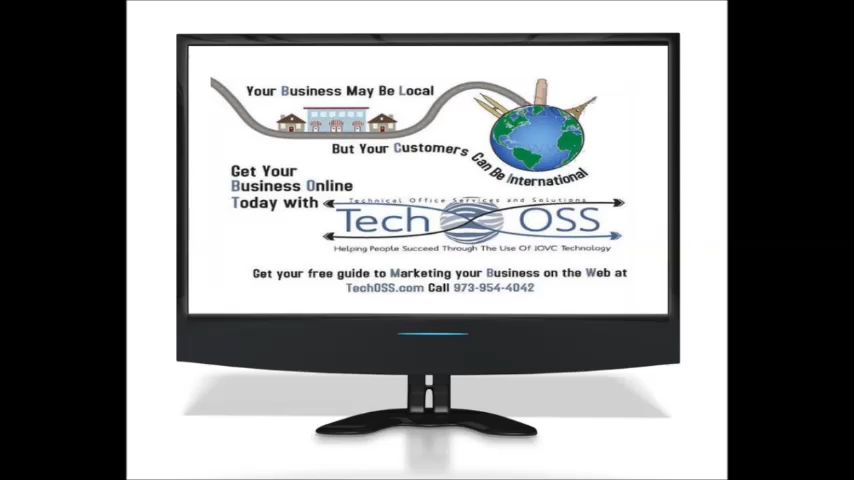 Your Business May Be Local
But Your Customers
Can Be International
Get Your
Business Online
Today with
Technical Office Services and Solutions
Tech OSS
Helping People Succeed Through The Use Of JOVC Technology
Get your free guide to Marketing your Business on the Web at
TechOSS.com Call 973-954-4042